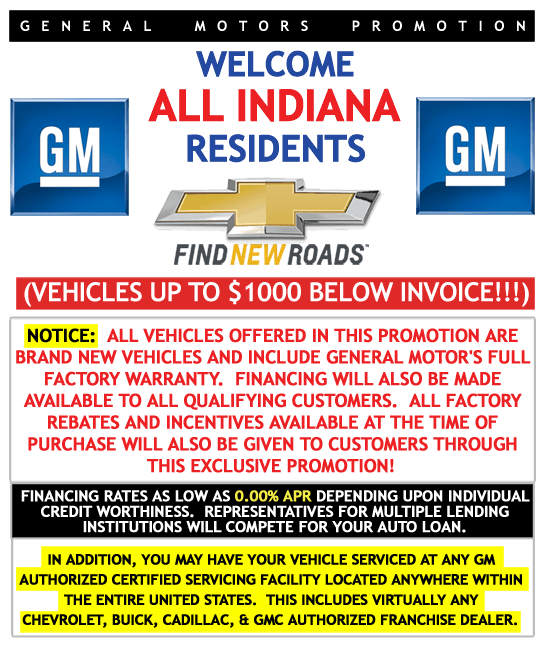 GENERAL MOTORS PROMOTION
WELCOME
ALL INDIANA
RESIDENTS
GM
GM
FIND NEW ROADS™
(VEHICLES UP TO $1000 BELOW INVOICE!!!)
NOTICE: ALL VEHICLES OFFERED IN THIS PROMOTION ARE
BRAND NEW VEHICLES AND INCLUDE GENERAL MOTOR'S FULL
FACTORY WARRANTY. FINANCING WILL ALSO BE MADE
AVAILABLE TO ALL QUALIFYING CUSTOMERS. ALL FACTORY
REBATES AND INCENTIVES AVAILABLE AT THE TIME OF
PURCHASE WILL ALSO BE GIVEN TO CUSTOMERS THROUGH
THIS EXCLUSIVE PROMOTION!
FINANCING RATES AS LOW AS 0.00% APR DEPENDING UPON INDIVIDUAL
CREDIT WORTHINESS. REPRESENTATIVES FOR MULTIPLE LENDING
INSTITUTIONS WILL COMPETE FOR YOUR AUTO LOAN.
IN ADDITION, YOU MAY HAVE YOUR VEHICLE SERVICED AT ANY GM
AUTHORIZED CERTIFIED SERVICING FACILITY LOCATED ANYWHERE WITHIN
THE ENTIRE UNITED STATES. THIS INCLUDES VIRTUALLY ANY
CHEVROLET, BUICK, CADILLAC, & GMC AUTHORIZED FRANCHISE DEALER.